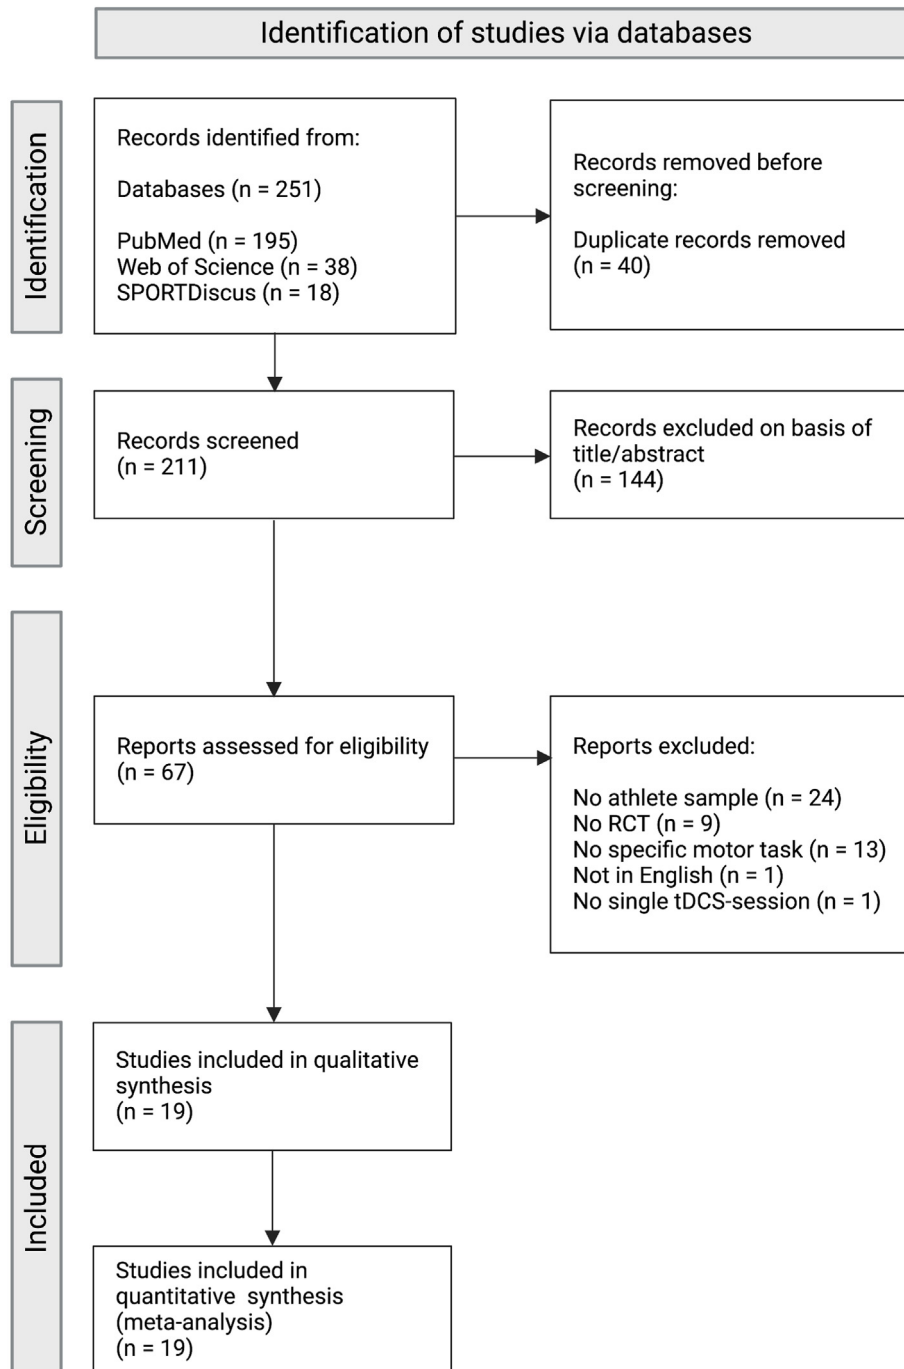 Identification of studies via databases
Identification
Records identified from:
Databases (n = 251)
PubMed (n = 195)
Web of Science (n = 38)
SPORTDiscus (n = 18)
Records removed before
screening:
Duplicate records removed
(n = 40)
Screening
Records screened
(n = 211)
Records excluded on basis of
title/abstract
(n = 144)
Eligibility
Reports assessed for eligibility
(n = 67)
Reports excluded:
No athlete sample (n = 24)
No RCT (n = 9)
No specific motor task (n = 13)
Not in English (n = 1)
No single tDCS-session (n = 1)
Included
Studies included in qualitative
synthesis
(n = 19)
Studies included in
quantitative  synthesis
(meta-analysis)
(n = 19)